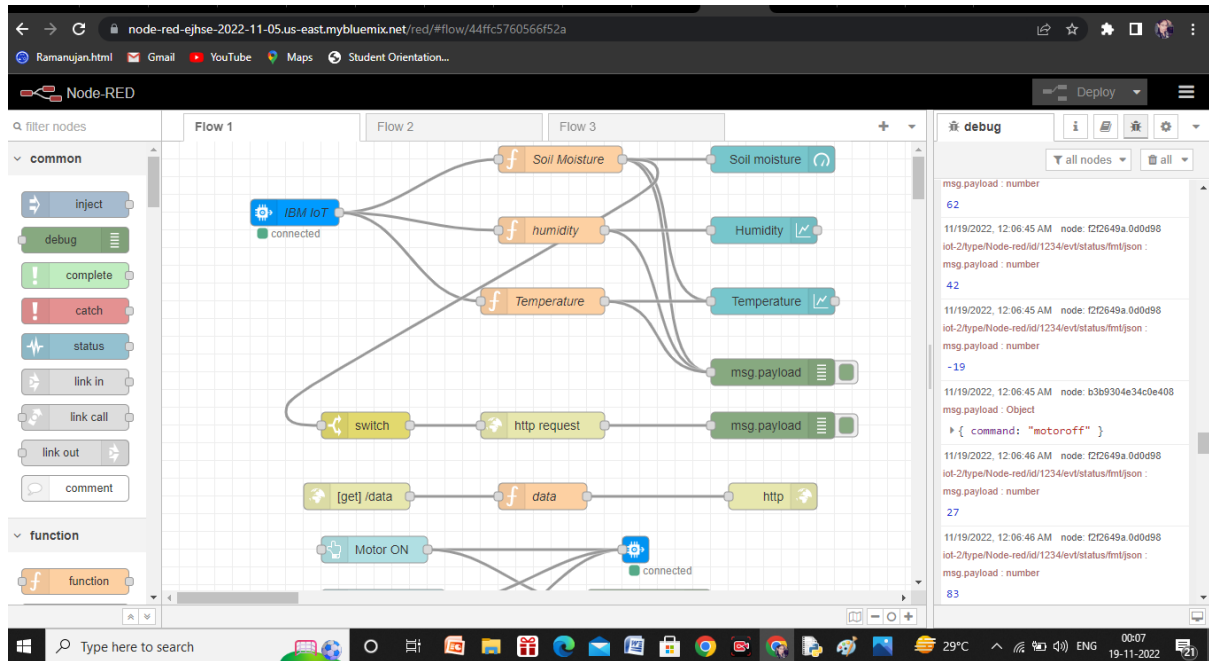 node-red-ejhse-2022-11-05.us-east.mybluemix.net/red/#flow/44ffc5760566f52a
Ramanujan.html Gmail YouTube Maps Student Orientation...
Node-RED
Deploy
filter nodes
Flow 1 Flow 2 Flow 3
debug
i
common
all nodes
all
inject
debug
complete
catch
status
link in
link call
link out
comment
function
function
Soil Moisture
Soil moisture
IBM IoT
connected
humidity
Humidity
Temperature
Temperature
msg.payload
switch
http request
msg.payload
[get] /data
data
http
Motor ON
connected
msg.payload : number
62
11/19/2022, 12:06:45 AM node: f2f2649a.0d0d98
iot-2/type/Node-red/id/1234/evt/status/fmt/json :
msg.payload : number
42
11/19/2022, 12:06:45 AM node: f2f2649a.0d0d98
iot-2/type/Node-red/id/1234/evt/status/fmt/json :
msg.payload : number
-19
11/19/2022, 12:06:45 AM node: b3b9304e34c0e408
msg.payload : Object
{ command: "motoroff" }
11/19/2022, 12:06:46 AM node: f2f2649a.0d0d98
iot-2/type/Node-red/id/1234/evt/status/fmt/json :
msg.payload : number
27
11/19/2022, 12:06:46 AM node: f2f2649a.0d0d98
iot-2/type/Node-red/id/1234/evt/status/fmt/json :
msg.payload : number
83
Type here to search
29°C
ENG
00:07
19-11-2022
21